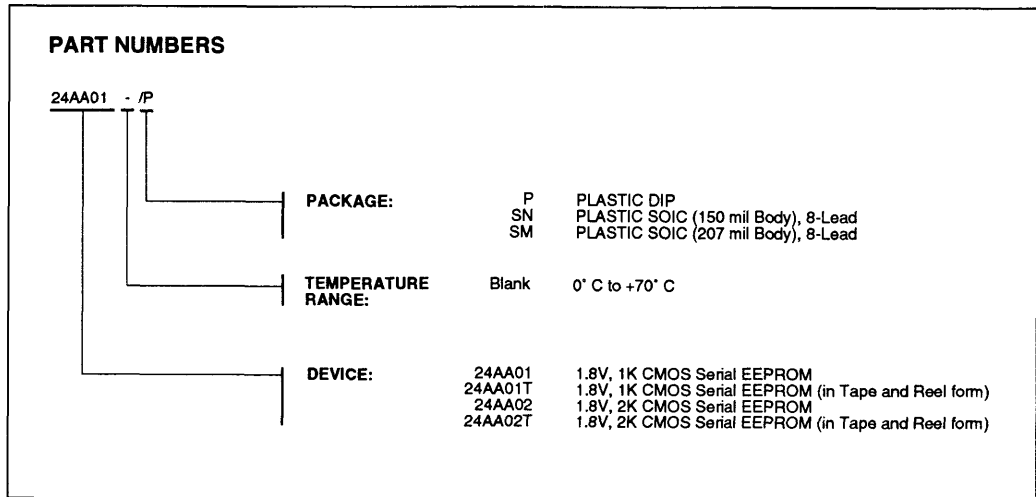 PART NUMBERS
24AA01 - /P
PACKAGE: P PLASTIC DIP
SN PLASTIC SOIC (150 mil Body), 8-Lead
SM PLASTIC SOIC (207 mil Body), 8-Lead
TEMPERATURE Blank 0° C to +70° C
RANGE:
DEVICE: 24AA01 1.8V, 1K CMOS Serial EEPROM
24AA01T 1.8V, 1K CMOS Serial EEPROM (in Tape and Reel form)
24AA02 1.8V, 2K CMOS Serial EEPROM
24AA02T 1.8V, 2K CMOS Serial EEPROM (in Tape and Reel form)